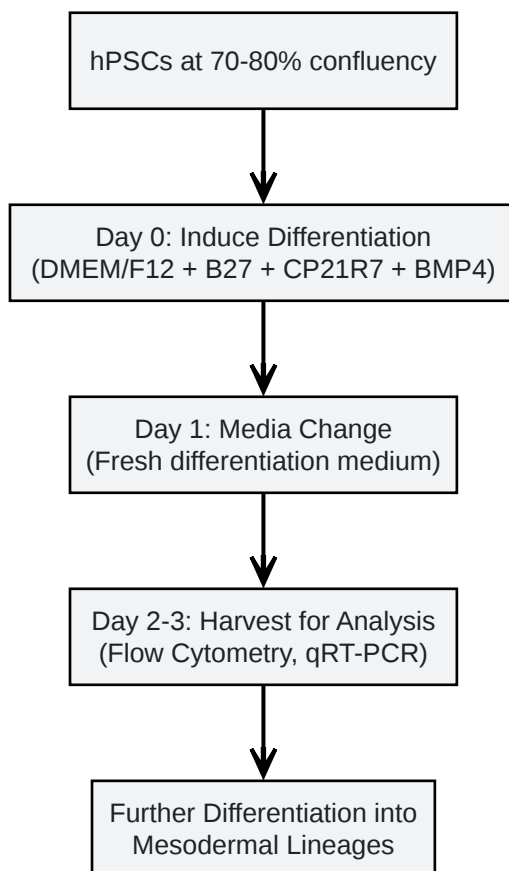 hPSCs at 70-80% confluency
Day 0: Induce Differentiation
(DMEM/F12 + B27 + CP21R7 + BMP4)
Day 1: Media Change
(Fresh differentiation medium)
Day 2-3: Harvest for Analysis
(Flow Cytometry, qRT-PCR)
Further Differentiation into
Mesodermal Lineages